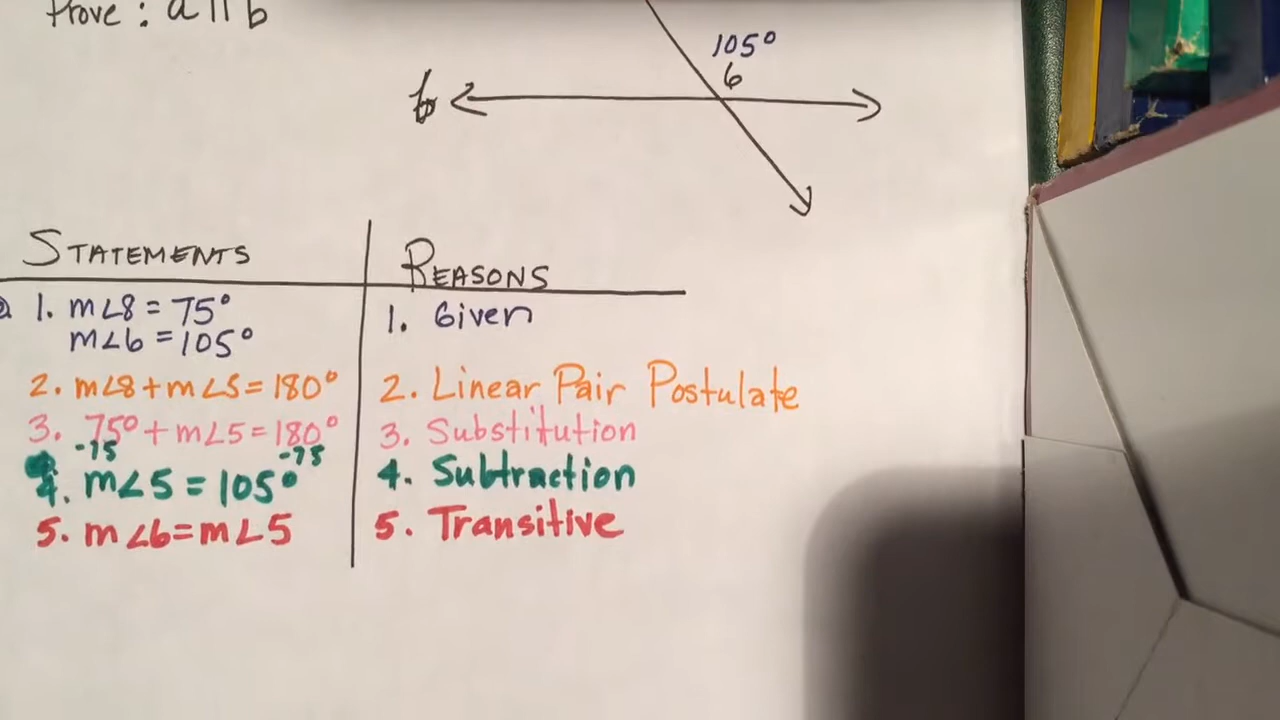 Prove : a || b
105°
6
b
STATEMENTS
REASONS
1. m∠8 = 75°
m∠6 = 105°
1. Given
2. m∠8 + m∠5 = 180°
2. Linear Pair Postulate
3. 75° + m∠5 = 180°
-75 -75
3. Substitution
4. m∠5 = 105°
4. Subtraction
5. m∠6 = m∠5
5. Transitive